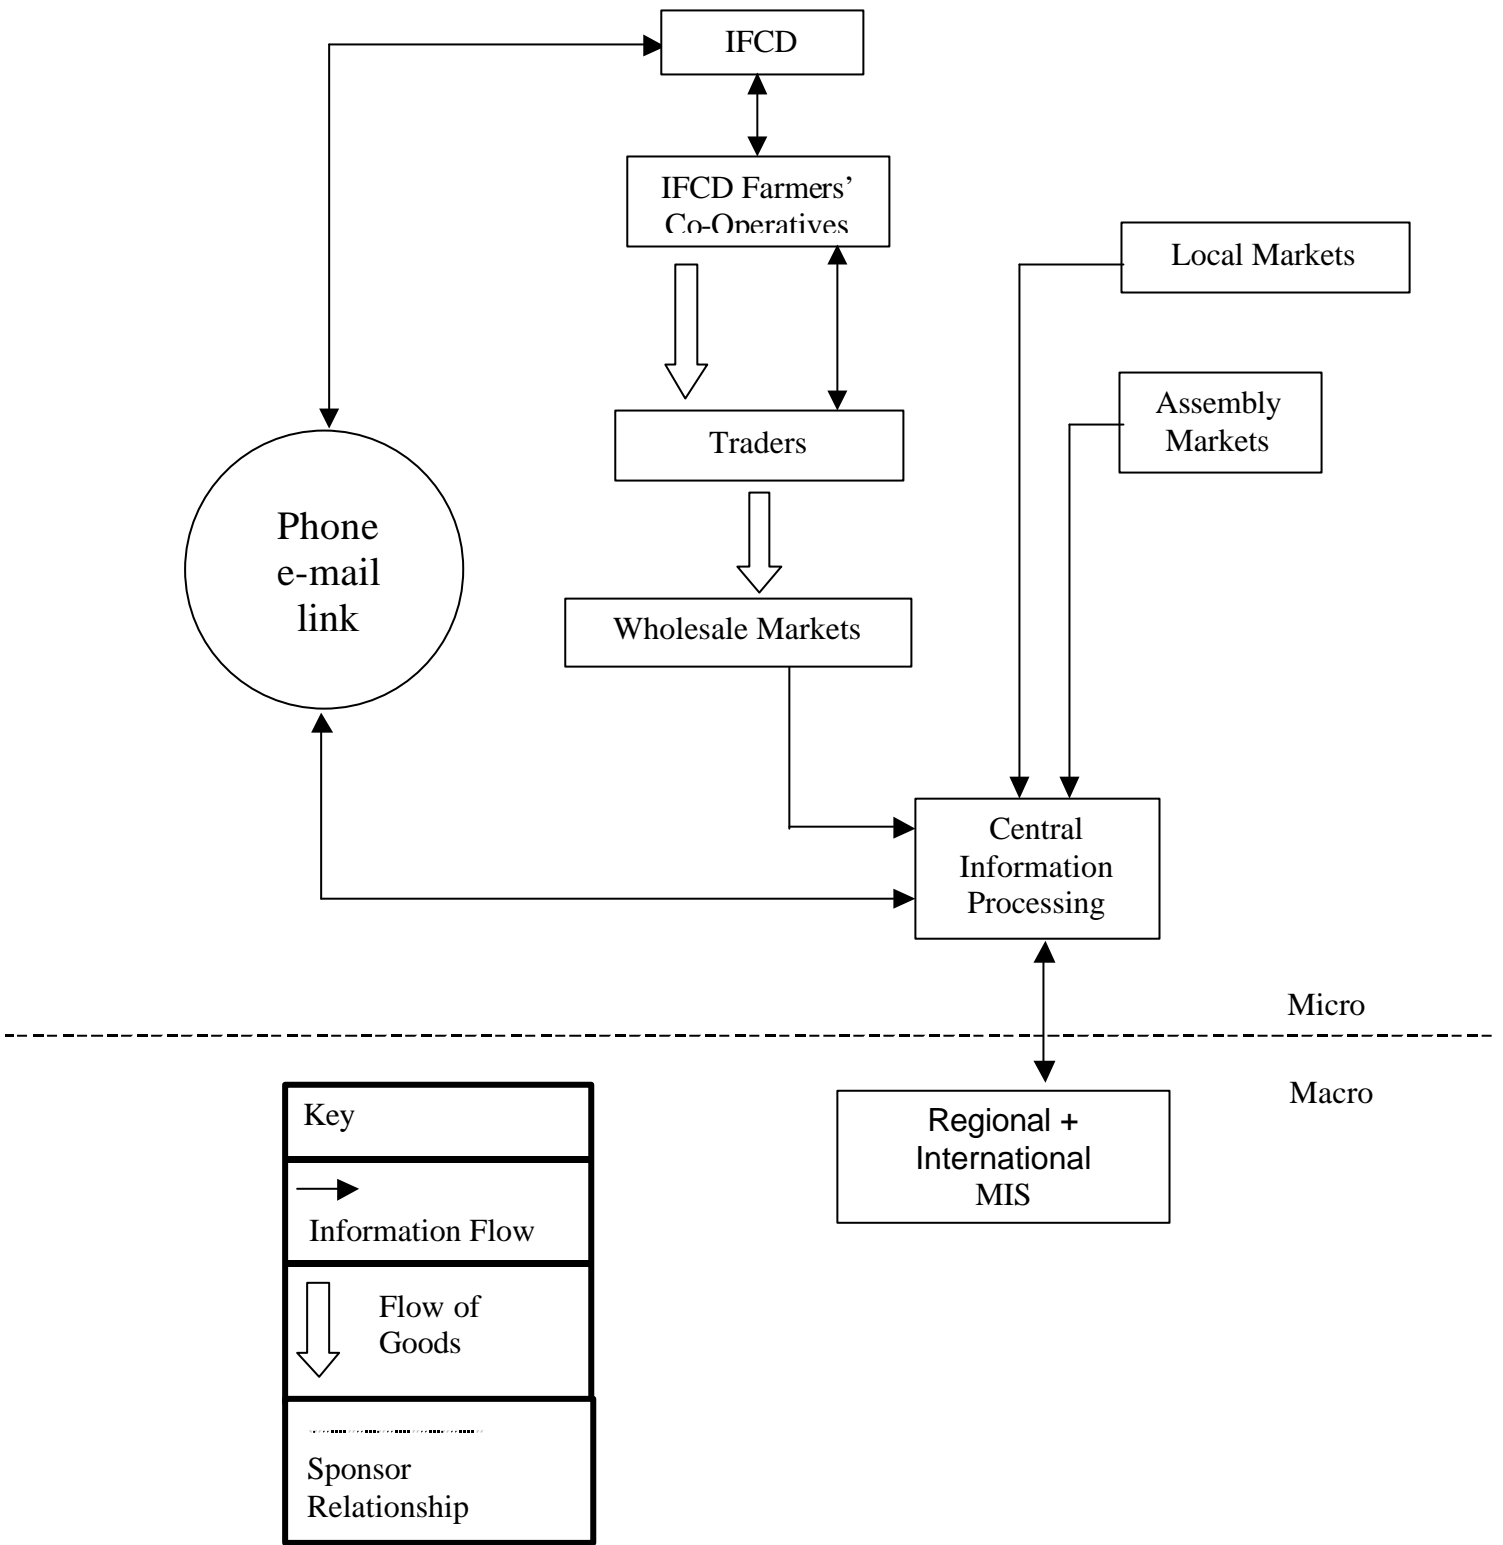 IFCD
IFCD Farmers’
Co-Operatives
Local Markets
Assembly
Markets
Traders
Phone
e-mail
link
Wholesale Markets
Central
Information
Processing
Micro
Macro
Regional +
International
MIS
Key
Information Flow
Flow of
Goods
Sponsor
Relationship